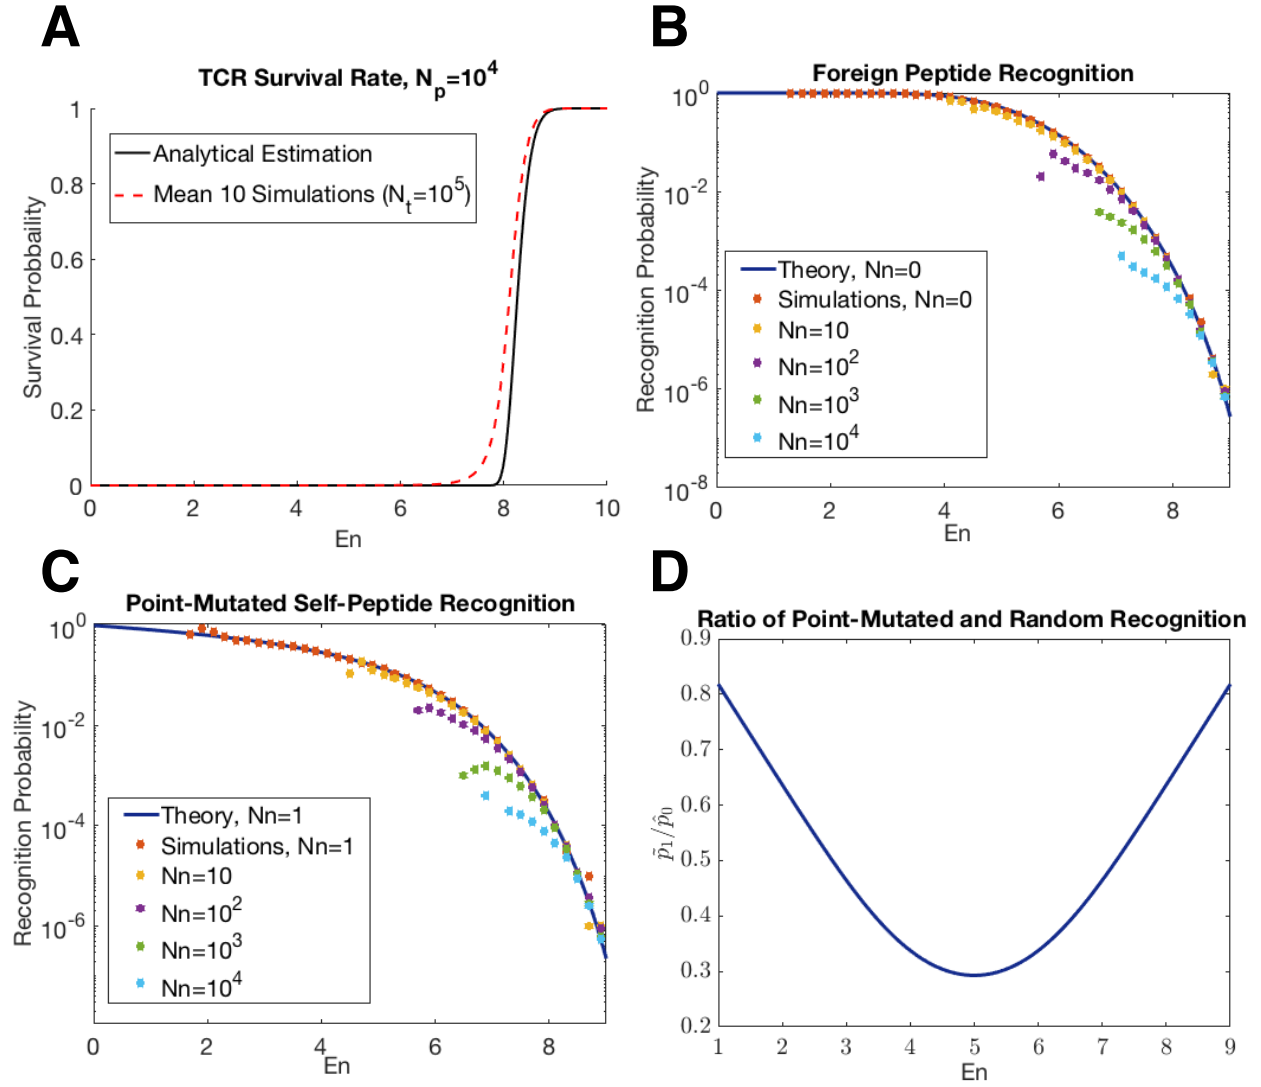 A
TCR Survival Rate, N_p=10^4
Survival Probbaility
1
0.8
0.6
0.4
0.2
0
Analytical Estimation
Mean 10 Simulations (N_t=10^5)
0 2 4 6 8 10
En
B
Foreign Peptide Recognition
Recognition Probability
10^0
10^-2
10^-4
10^-6
10^-8
Theory, Nn=0
Simulations, Nn=0
Nn=10
Nn=10^2
Nn=10^3
Nn=10^4
0 2 4 6 8
En
C
Point-Mutated Self-Peptide Recognition
Recognition Probability
10^0
10^-2
10^-4
10^-6
Theory, Nn=1
Simulations, Nn=1
Nn=10
Nn=10^2
Nn=10^3
Nn=10^4
0 2 4 6 8
En
D
Ratio of Point-Mutated and Random Recognition
p̃_1/p̂_0
0.9
0.8
0.7
0.6
0.5
0.4
0.3
0.2
1 2 3 4 5 6 7 8 9
En